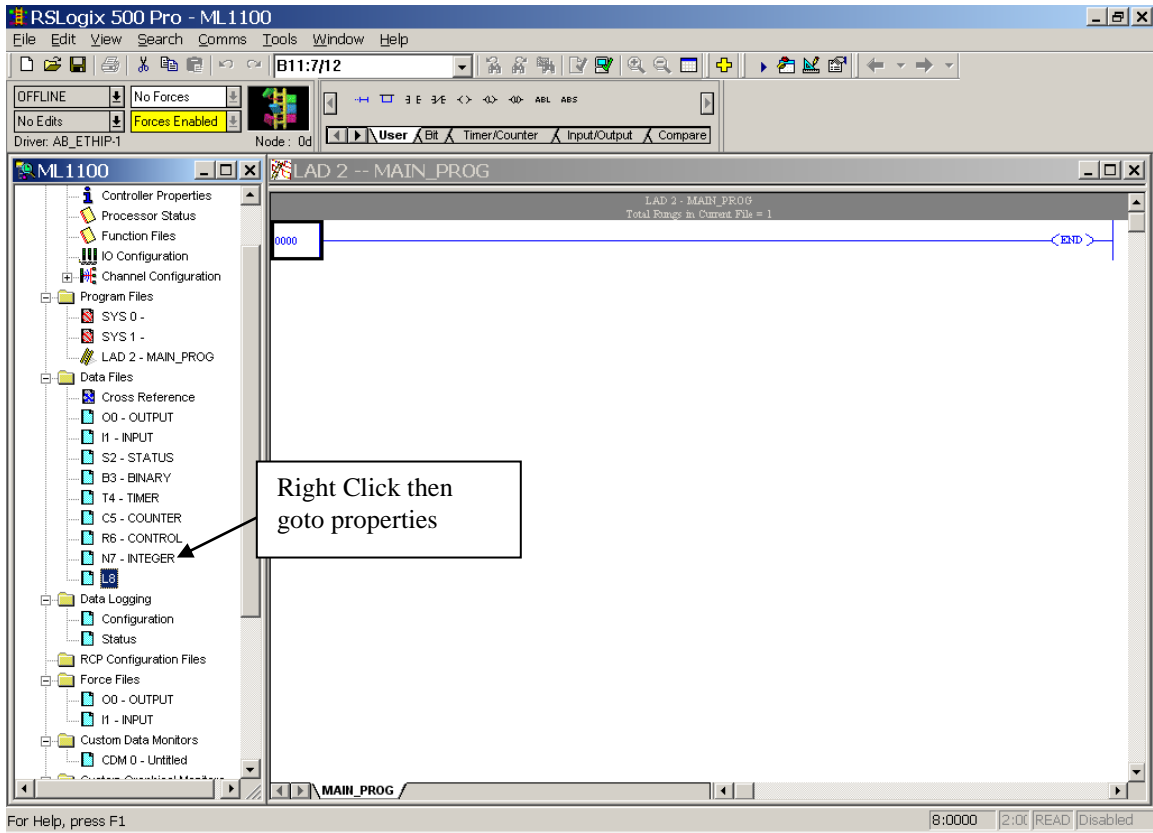 RSLogix 500 Pro - ML1100
File Edit View Search Comms Tools Window Help
B11:7/12
OFFLINE No Forces
No Edits Forces Enabled
Driver: AB_ETHIP-1 Node : 0d
ABL ABS
User Bit Timer/Counter Input/Output Compare
ML1100
Controller Properties
Processor Status
Function Files
IO Configuration
Channel Configuration
Program Files
SYS 0 -
SYS 1 -
LAD 2 - MAIN_PROG
Data Files
Cross Reference
O0 - OUTPUT
I1 - INPUT
S2 - STATUS
B3 - BINARY
T4 - TIMER
C5 - COUNTER
R6 - CONTROL
N7 - INTEGER
L8
Data Logging
Configuration
Status
RCP Configuration Files
Force Files
O0 - OUTPUT
I1 - INPUT
Custom Data Monitors
CDM 0 - Untitled
LAD 2 -- MAIN_PROG
LAD 2 - MAIN_PROG
Total Rungs in Current File = 1
0000
END
Right Click then
goto properties
MAIN_PROG
For Help, press F1
8:0000 READ Disabled